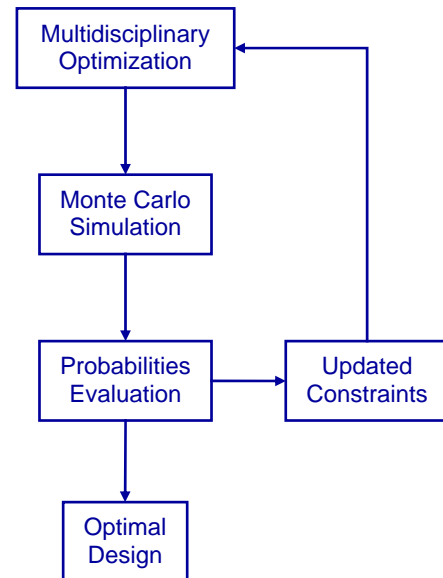 Multidisciplinary
Optimization
Monte Carlo
Simulation
Probabilities
Evaluation
Updated
Constraints
Optimal
Design